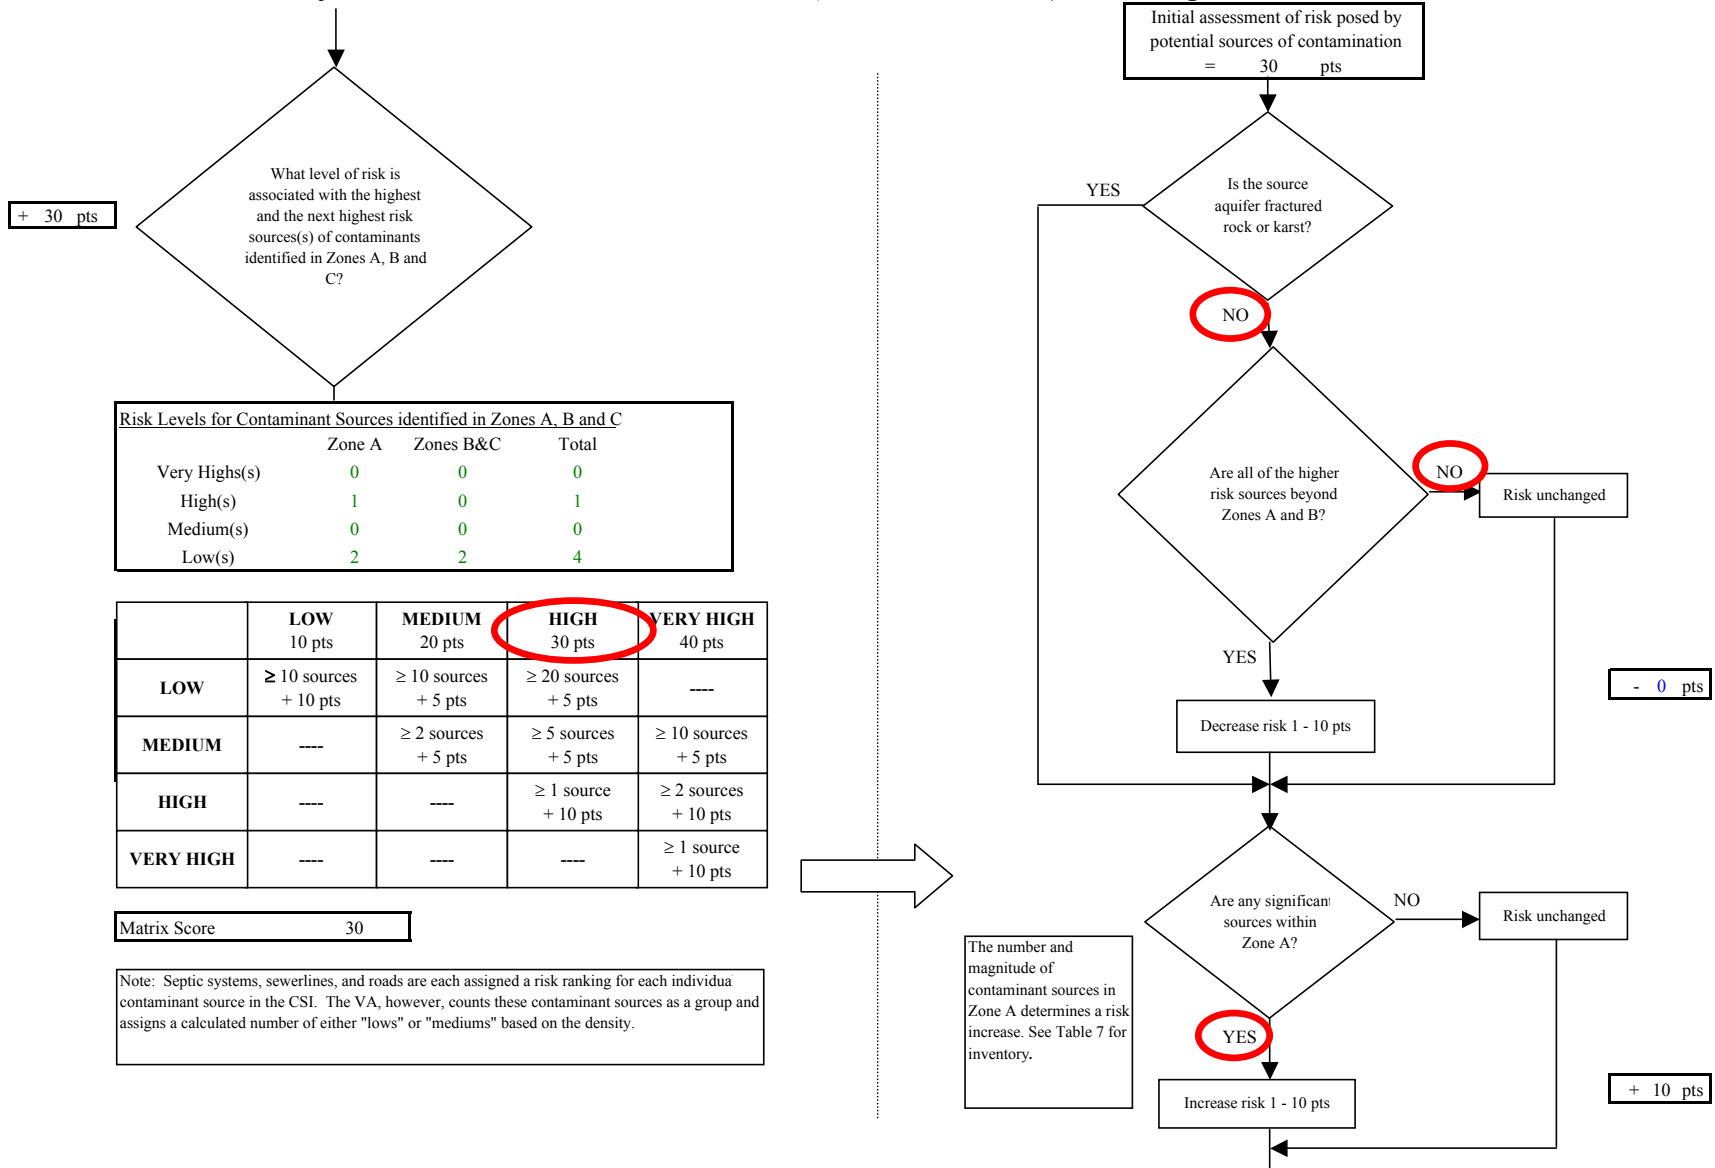 + 30 pts
What level of risk is
associated with the highest
and the next highest risk
sources(s) of contaminants
identified in Zones A, B and
C?
Risk Levels for Contaminant Sources identified in Zones A, B and C
Zone A Zones B&C Total
Very Highs(s) 0 0 0
High(s) 1 0 1
Medium(s) 0 0 0
Low(s) 2 2 4
LOW MEDIUM HIGH VERY HIGH
10 pts 20 pts 30 pts 40 pts
LOW ≥ 10 sources ≥ 10 sources ≥ 20 sources ----
+ 10 pts + 5 pts + 5 pts
MEDIUM ---- ≥ 2 sources ≥ 5 sources ≥ 10 sources
+ 5 pts + 5 pts + 5 pts
HIGH ---- ---- ≥ 1 source ≥ 2 sources
+ 10 pts + 10 pts
VERY HIGH ---- ---- ---- ≥ 1 source
+ 10 pts
Matrix Score 30
Note: Septic systems, sewerlines, and roads are each assigned a risk ranking for each individua
contaminant source in the CSI. The VA, however, counts these contaminant sources as a group and
assigns a calculated number of either "lows" or "mediums" based on the density.
Initial assessment of risk posed by
potential sources of contamination
= 30 pts
Is the source
aquifer fractured
rock or karst?
YES
NO
Are all of the higher
risk sources beyond
Zones A and B?
NO
Risk unchanged
YES
- 0 pts
Decrease risk 1 - 10 pts
Are any significant
sources within
Zone A?
NO
Risk unchanged
The number and
magnitude of
contaminant sources in
Zone A determines a risk
increase. See Table 7 for
inventory.
YES
+ 10 pts
Increase risk 1 - 10 pts